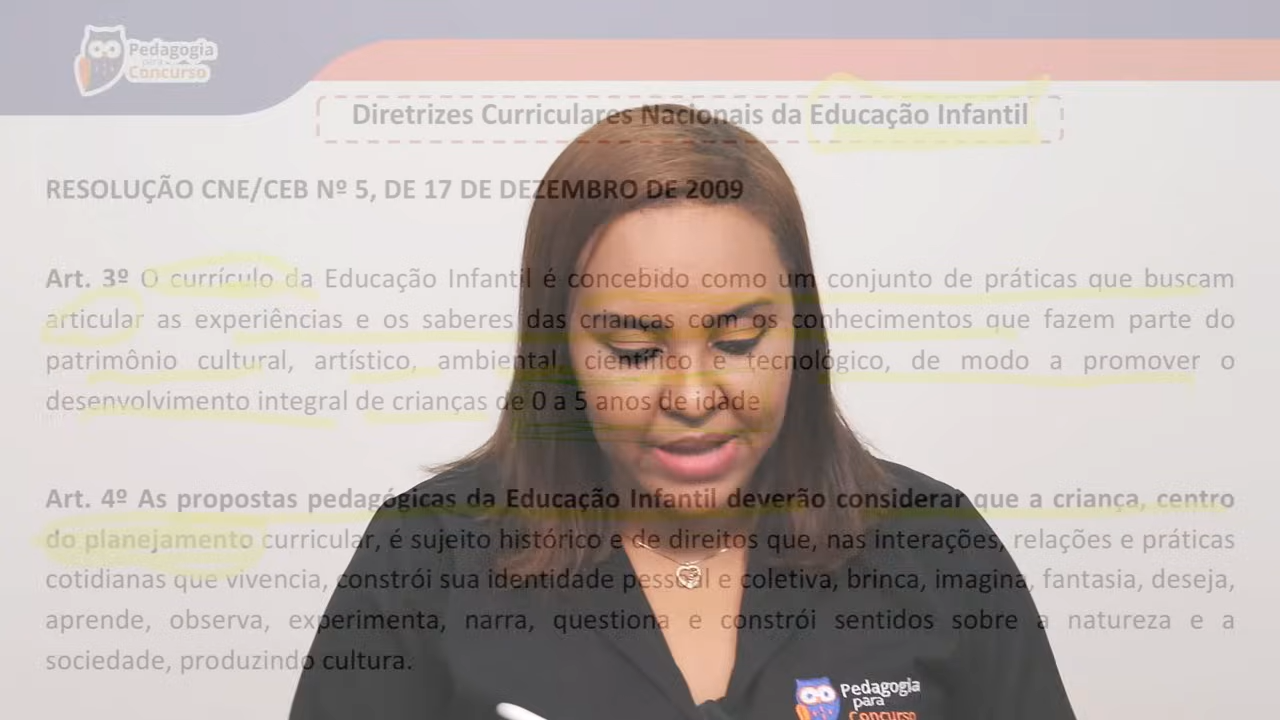 Pedagogia
para
Concurso
Diretrizes Curriculares Nacionais da Educação Infantil
RESOLUÇÃO CNE/CEB Nº 5, DE 17 DE DEZEMBRO DE 2009
Art. 3º O currículo da Educação Infantil é concebido como um conjunto de práticas que buscam
articular as experiências e os saberes das crianças com os conhecimentos que fazem parte do
patrimônio cultural, artístico, ambiental, científico e tecnológico, de modo a promover o
desenvolvimento integral de crianças de 0 a 5 anos de idade
Art. 4º As propostas pedagógicas da Educação Infantil deverão considerar que a criança, centro
do planejamento curricular, é sujeito histórico e de direitos que, nas interações, relações e práticas
cotidianas que vivencia, constrói sua identidade pessoal e coletiva, brinca, imagina, fantasia, deseja,
aprende, observa, experimenta, narra, questiona e constrói sentidos sobre a natureza e a
sociedade, produzindo cultura.
Pedagogia
para
Concurso